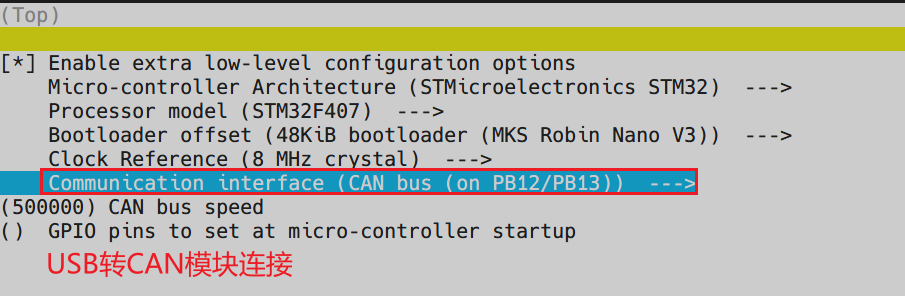 (Top)
[*] Enable extra low-level configuration options
Micro-controller Architecture (STMicroelectronics STM32) --->
Processor model (STM32F407) --->
Bootloader offset (48KiB bootloader (MKS Robin Nano V3)) --->
Clock Reference (8 MHz crystal) --->
Communication interface (CAN bus (on PB12/PB13)) --->
(500000) CAN bus speed
() GPIO pins to set at micro-controller startup
USB转CAN模块连接